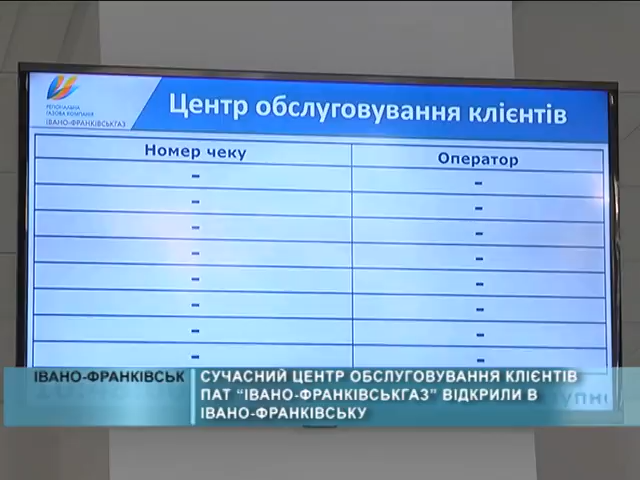 РЕГІОНАЛЬНА
ГАЗОВА КОМПАНІЯ
ІВАНО-ФРАНКІВСЬКГАЗ
Центр обслуговування клієнтів
Номер чеку Оператор
- -
- -
- -
- -
- -
- -
- -
- -
ІВАНО-ФРАНКІВСЬК
СУЧАСНИЙ ЦЕНТР ОБСЛУГОВУВАННЯ КЛІЄНТІВ
ПАТ "ІВАНО-ФРАНКІВСЬКГАЗ" ВІДКРИЛИ В
ІВАНО-ФРАНКІВСЬКУ